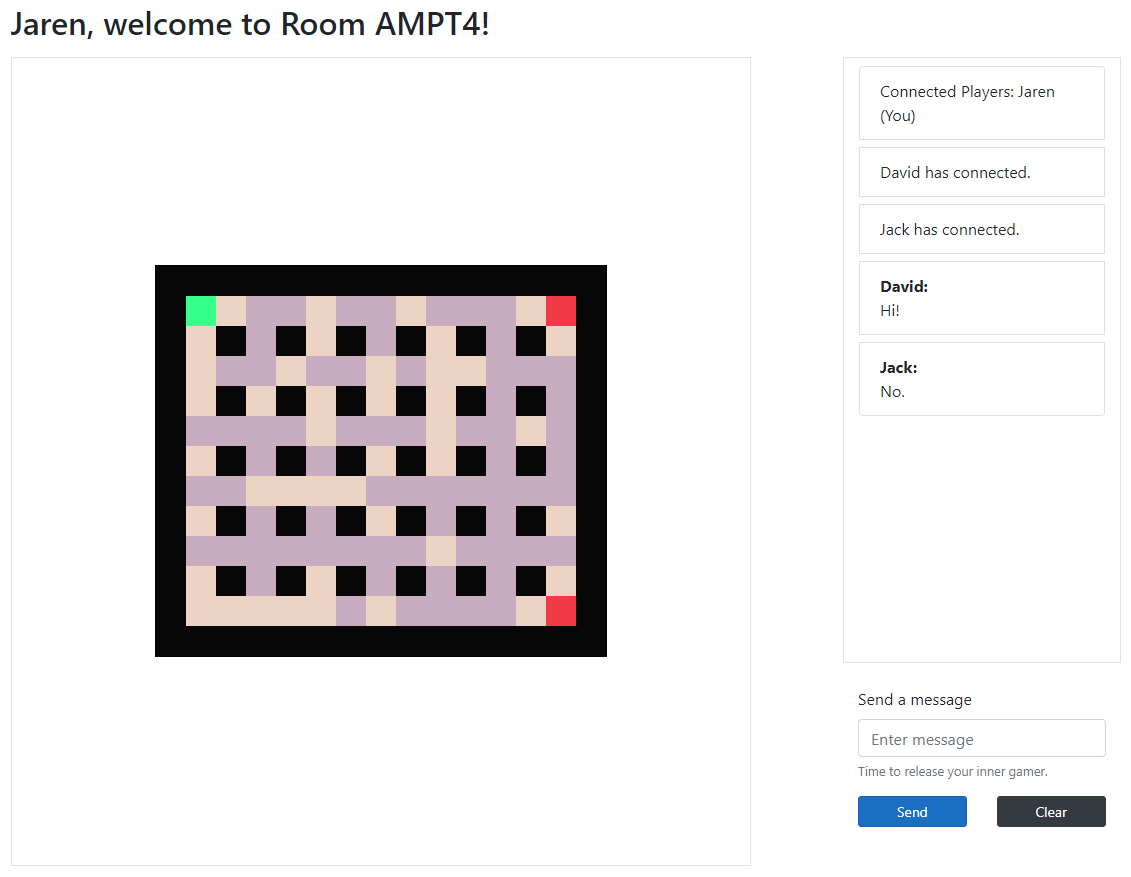 Jaren, welcome to Room AMPT4!
Connected Players: Jaren
(You)
David has connected.
Jack has connected.
David:
Hi!
Jack:
No.
Send a message
Enter message
Time to release your inner gamer.
Send
Clear